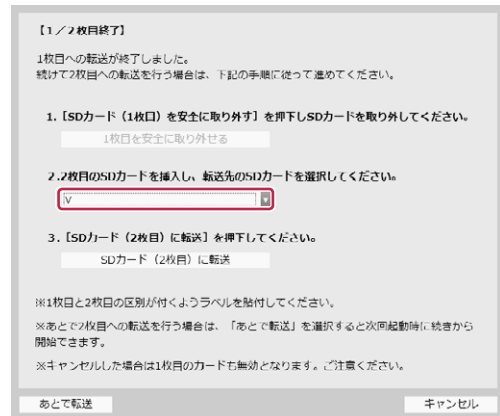 【1／2枚目終了】
1枚目への転送が終了しました。
続けて2枚目への転送を行う場合は、下記の手順に従って進めてください。
1.［SDカード（1枚目）を安全に取り外す］を押下しSDカードを取り外してください。
1枚目を安全に取り外せる
2.2枚目のSDカードを挿入し、転送先のSDカードを選択してください。
V
3.［SDカード（2枚目）に転送］を押下してください。
SDカード（2枚目）に転送
※1枚目と2枚目の区別が付くようラベルを貼付してください。
※あとで2枚目への転送を行う場合は、「あとで転送」を選択すると次回起動時に続きから
開始できます。
※キャンセルした場合は1枚目のカードも無効となります。ご注意ください。
あとで転送
キャンセル